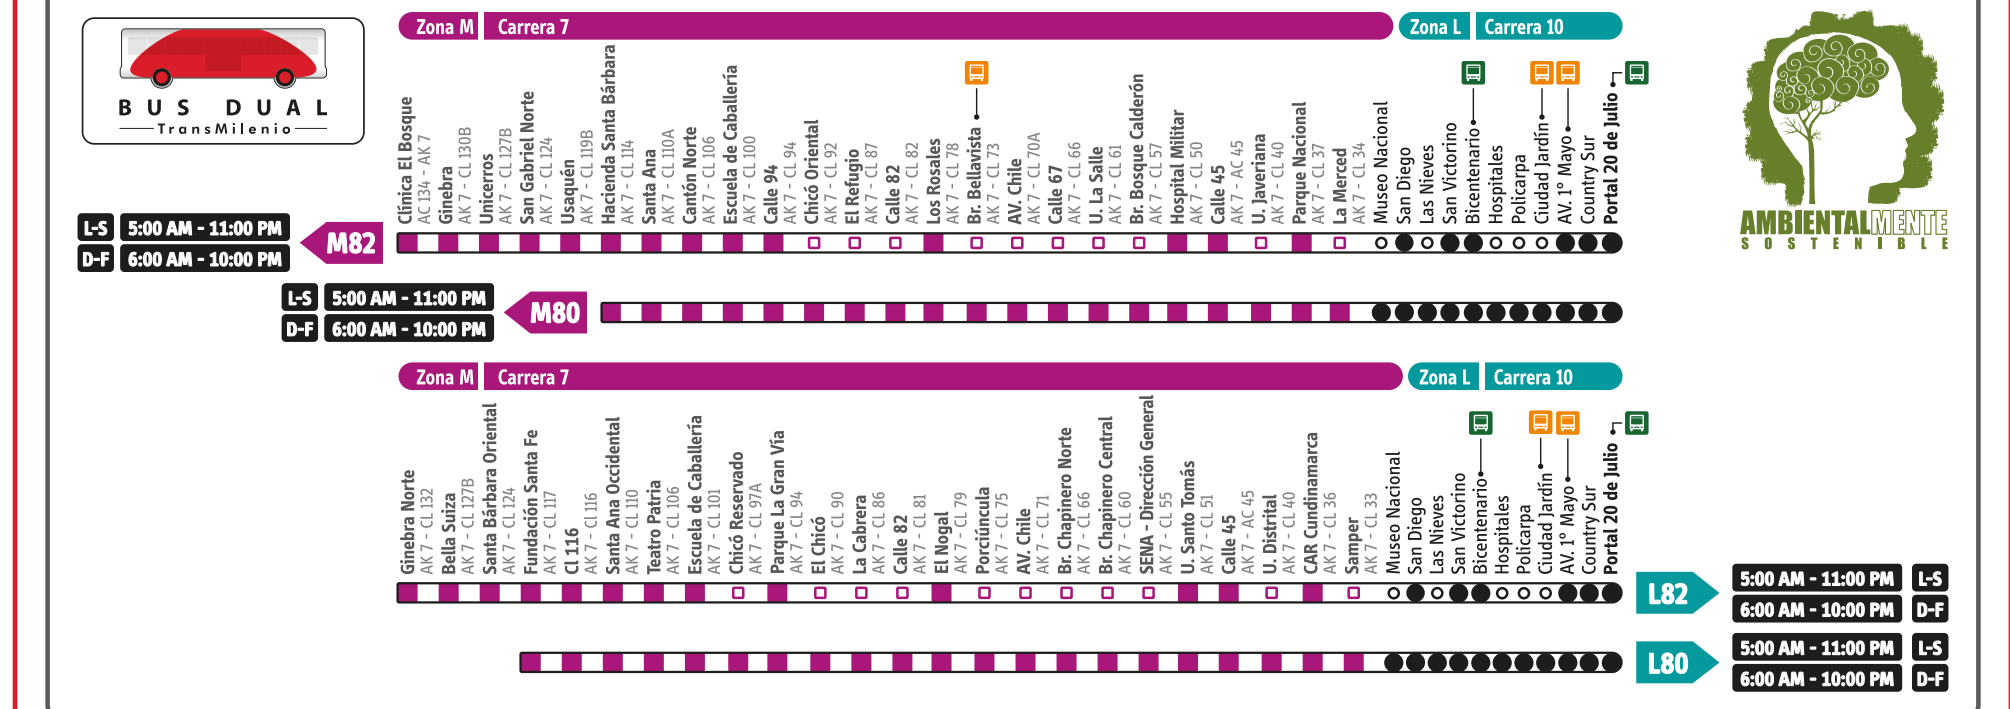 BUS DUAL
TransMilenio
Zona M
Carrera 7
Zona L
Carrera 10
Clínica El Bosque
AC 134 - AK 7
Ginebra
AK 7 - CL 130B
Unicerros
AK 7 - CL 127B
San Gabriel Norte
AK 7 - CL 124
Usaquén
AK 7 - CL 119B
Hacienda Santa Bárbara
AK 7 - CL 114
Santa Ana
AK 7 - CL 110A
Cantón Norte
AK 7 - CL 106
Escuela de Caballería
AK 7 - CL 100
Calle 94
AK 7 - CL 94
Chicó Oriental
AK 7 - CL 92
El Refugio
AK 7 - CL 87
Calle 82
AK 7 - CL 82
Los Rosales
AK 7 - CL 78
Br. Bellavista
AK 7 - CL 73
AV. Chile
AK 7 - CL 70A
Calle 67
AK 7 - CL 66
U. La Salle
AK 7 - CL 61
Br. Bosque Calderón
AK 7 - CL 57
Hospital Militar
AK 7 - CL 50
Calle 45
AK 7 - AC 45
U. Javeriana
AK 7 - CL 40
Parque Nacional
AK 7 - CL 37
La Merced
AK 7 - CL 34
Museo Nacional
San Diego
Las Nieves
San Victorino
Bicentenario
Hospitales
Policarpa
Ciudad Jardín
AV. 1º Mayo
Country Sur
Portal 20 de Julio
AMBIENTALMENTE
SOSTENIBLE
L-S 5:00 AM - 11:00 PM
D-F 6:00 AM - 10:00 PM
M82
L-S 5:00 AM - 11:00 PM
D-F 6:00 AM - 10:00 PM
M80
Zona M
Carrera 7
Zona L
Carrera 10
Ginebra Norte
AK 7 - CL 132
Bella Suiza
AK 7 - CL 127B
Santa Bárbara Oriental
AK 7 - CL 124
Fundación Santa Fe
AK 7 - CL 117
Cl 116
AK 7 - CL 116
Santa Ana Occidental
AK 7 - CL 110
Teatro Patria
AK 7 - CL 106
Escuela de Caballería
AK 7 - CL 101
Chicó Reservado
AK 7 - CL 97A
Parque La Gran Vía
AK 7 - CL 94
El Chicó
AK 7 - CL 90
La Cabrera
AK 7 - CL 86
Calle 82
AK 7 - CL 81
El Nogal
AK 7 - CL 79
Porciúncula
AK 7 - CL 75
AV. Chile
AK 7 - CL 71
Br. Chapinero Norte
AK 7 - CL 66
Br. Chapinero Central
AK 7 - CL 60
SENA - Dirección General
AK 7 - CL 55
U. Santo Tomás
AK 7 - CL 51
Calle 45
AK 7 - AC 45
U. Distrital
AK 7 - CL 40
CAR Cundinamarca
AK 7 - CL 36
Samper
AK 7 - CL 33
Museo Nacional
San Diego
Las Nieves
San Victorino
Bicentenario
Hospitales
Policarpa
Ciudad Jardín
AV. 1º Mayo
Country Sur
Portal 20 de Julio
L82
5:00 AM - 11:00 PM L-S
6:00 AM - 10:00 PM D-F
L80
5:00 AM - 11:00 PM L-S
6:00 AM - 10:00 PM D-F